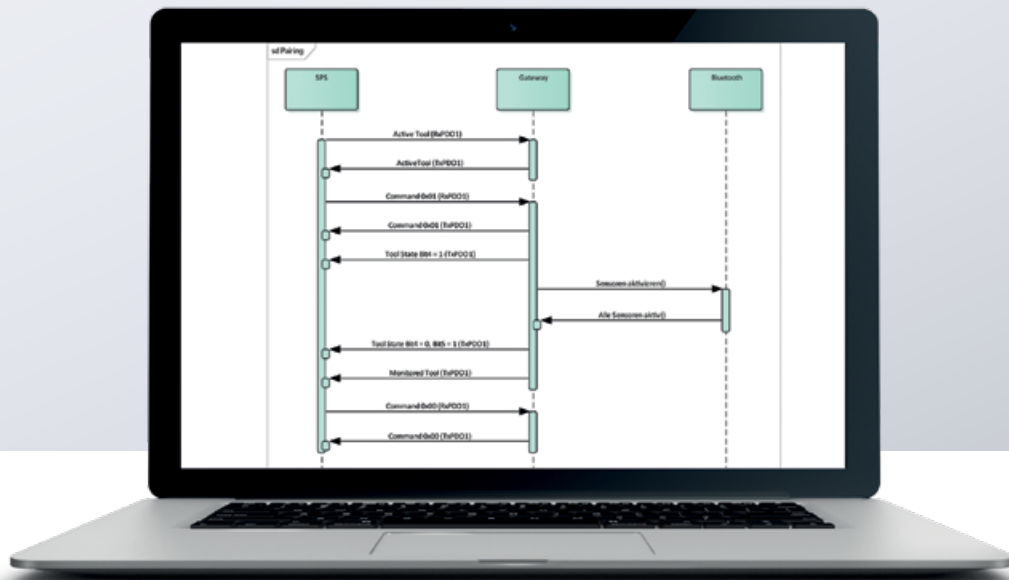 sd Pairing
SPS
Gateway
Bluetooth
Active Tool (RxPDO1)
ActiveTool (TxPDO1)
Command 0x01 (RxPDO1)
Command 0x01 (TxPDO1)
Tool State Bit4 = 1 (TxPDO1)
Sensoren aktivieren()
Alle Sensoren aktiv()
Tool State Bit4 = 0, Bit5 = 1 (TxPDO1)
Monitored Tool (TxPDO1)
Command 0x00 (RxPDO1)
Command 0x00 (TxPDO1)